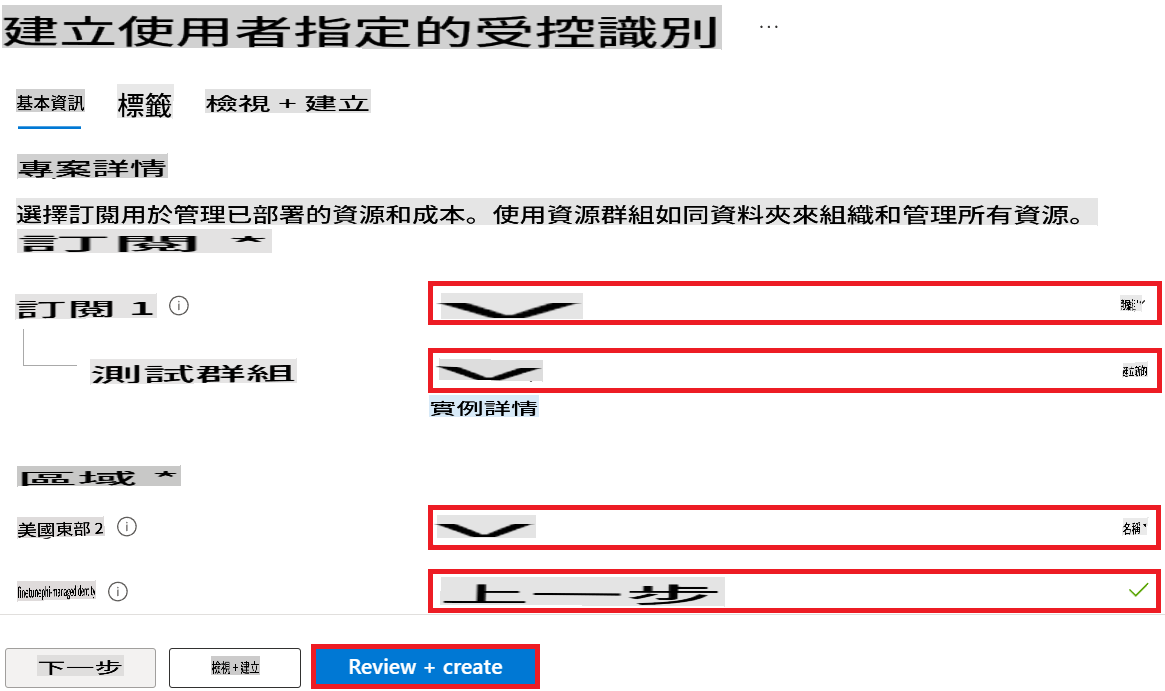 建立使用者指定的受控識別 ...
基本資訊 標籤 檢視 + 建立
專案詳情
選擇訂閱用於管理已部署的資源和成本。使用資源群組如同資料夾來組織和管理所有資源。
訂閱 *
訂閱 1
測試群組
建立新的
實例詳情
區域 *
美國東部 2
名稱 *
finetunephi-managedidentity
上一步
下一步 檢視 + 建立 Review + create